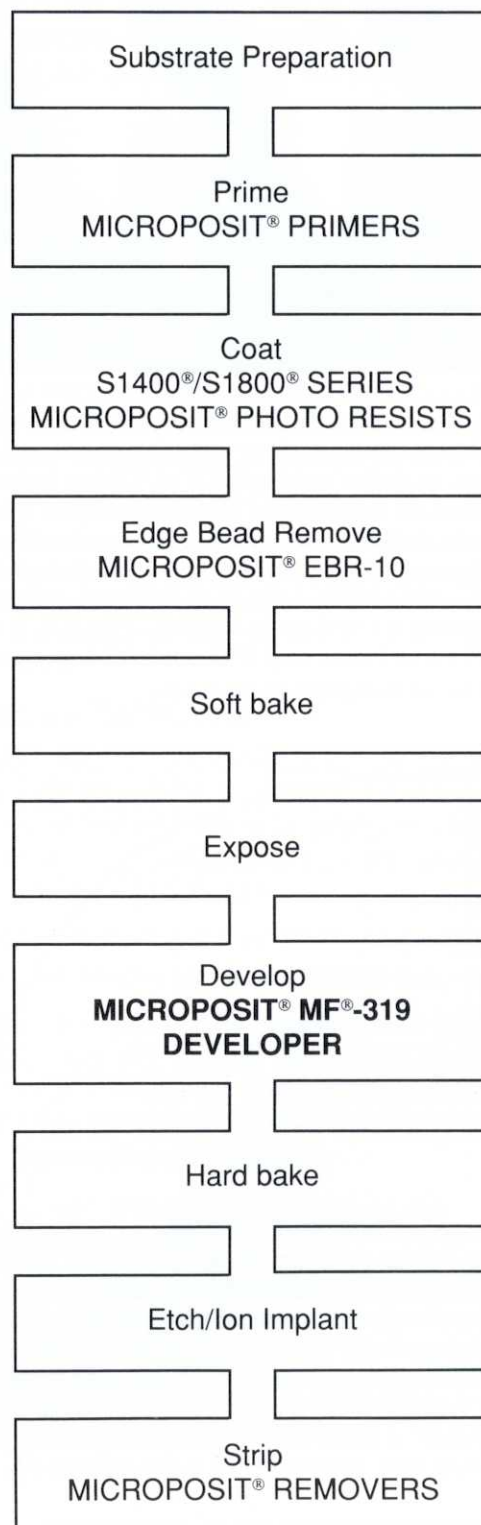 Substrate Preparation
Prime
MICROPOSIT® PRIMERS
Coat
S1400®/S1800® SERIES
MICROPOSIT® PHOTO RESISTS
Edge Bead Remove
MICROPOSIT® EBR-10
Soft bake
Expose
Develop
MICROPOSIT® MF®-319
DEVELOPER
Hard bake
Etch/Ion Implant
Strip
MICROPOSIT® REMOVERS